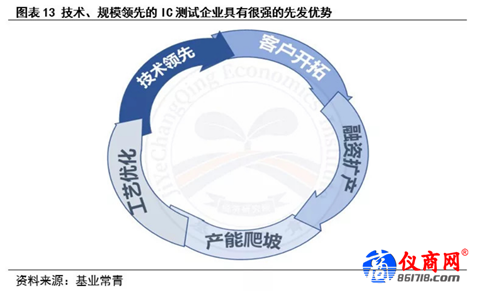 图表 13 技术、规模领先的 IC 测试企业具有很强的先发优势
技术领先
客户开拓
融资扩产
产能爬坡
工艺优化
JiYeChangQing Economic
资料来源：基业常青
仪商网®
861718.com